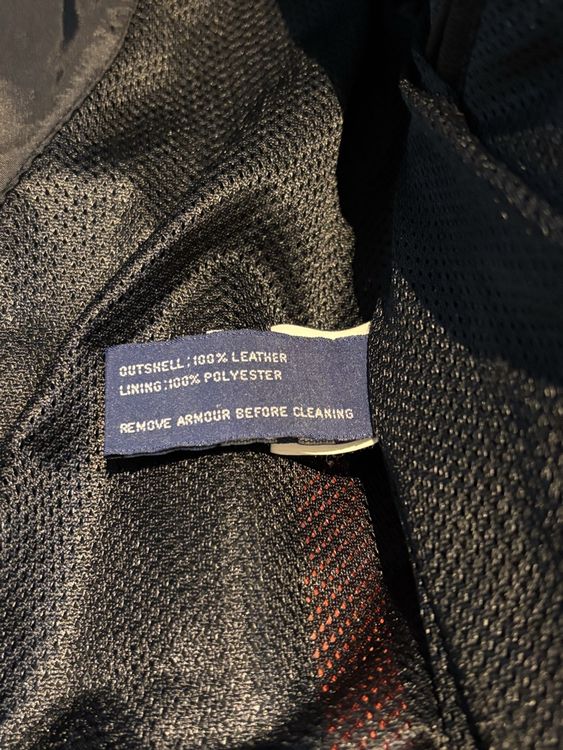 OUTSHELL:100% LEATHER
LINING:100% POLYESTER
REMOVE ARMOUR BEFORE CLEANING